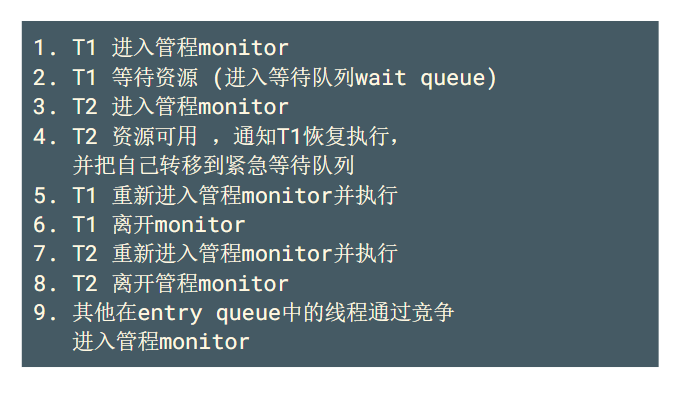 1. T1 进入管程monitor
2. T1 等待资源 (进入等待队列wait queue)
3. T2 进入管程monitor
4. T2 资源可用 ，通知T1恢复执行，
并把自己转移到紧急等待队列
5. T1 重新进入管程monitor并执行
6. T1 离开monitor
7. T2 重新进入管程monitor并执行
8. T2 离开管程monitor
9. 其他在entry queue中的线程通过竞争
进入管程monitor